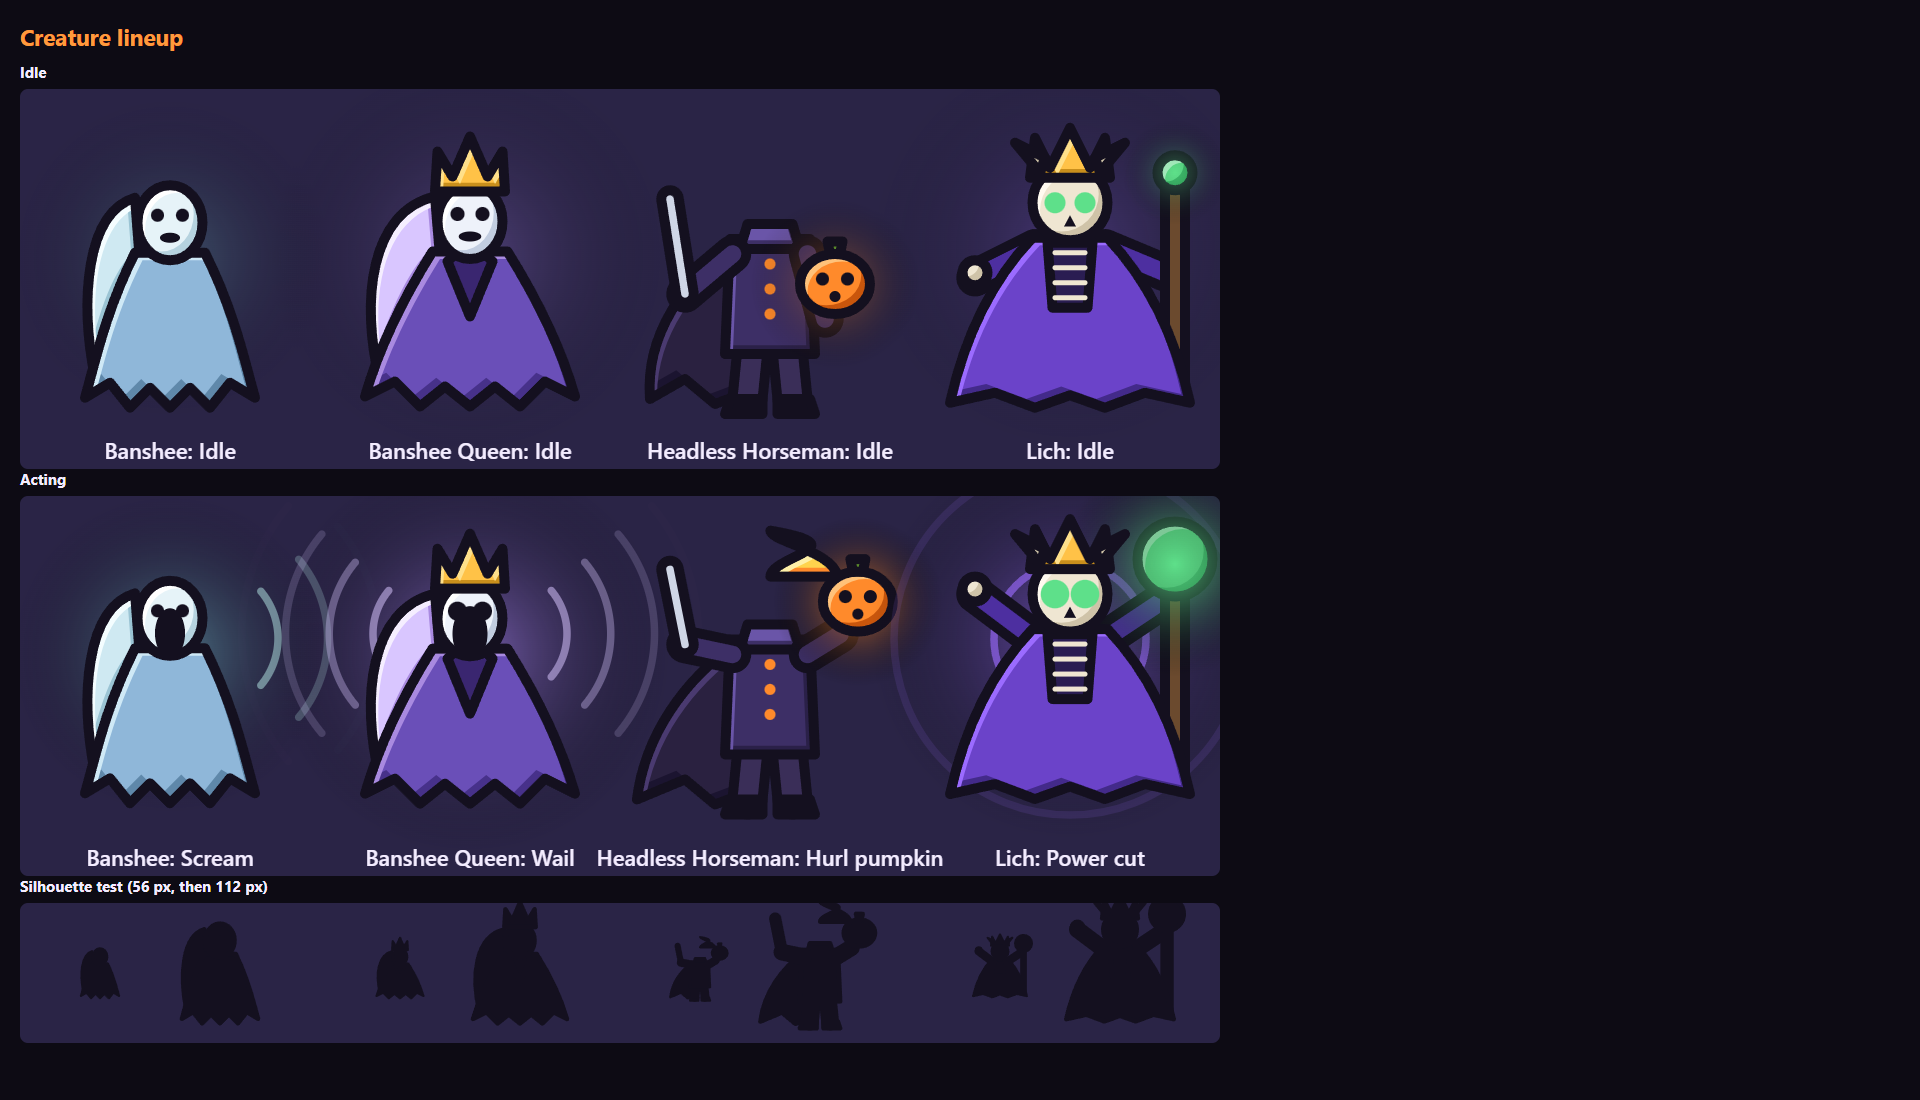 Creature lineup
Idle
Banshee: Idle
Banshee Queen: Idle
Headless Horseman: Idle
Lich: Idle
Acting
Banshee: Scream
Banshee Queen: Wail
Headless Horseman: Hurl pumpkin
Lich: Power cut
Silhouette test (56 px, then 112 px)